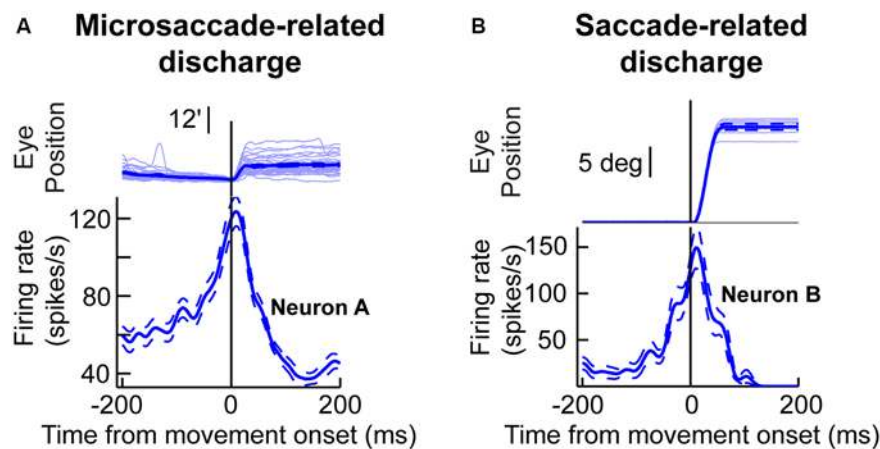 A
Microsaccade-related
discharge
12'
Eye
Position
Firing rate
(spikes/s)
120
80
40
Neuron A
-200
0
200
Time from movement onset (ms)
B
Saccade-related
discharge
5 deg
Eye
Position
Firing rate
(spikes/s)
150
100
50
Neuron B
-200
0
200
Time from movement onset (ms)